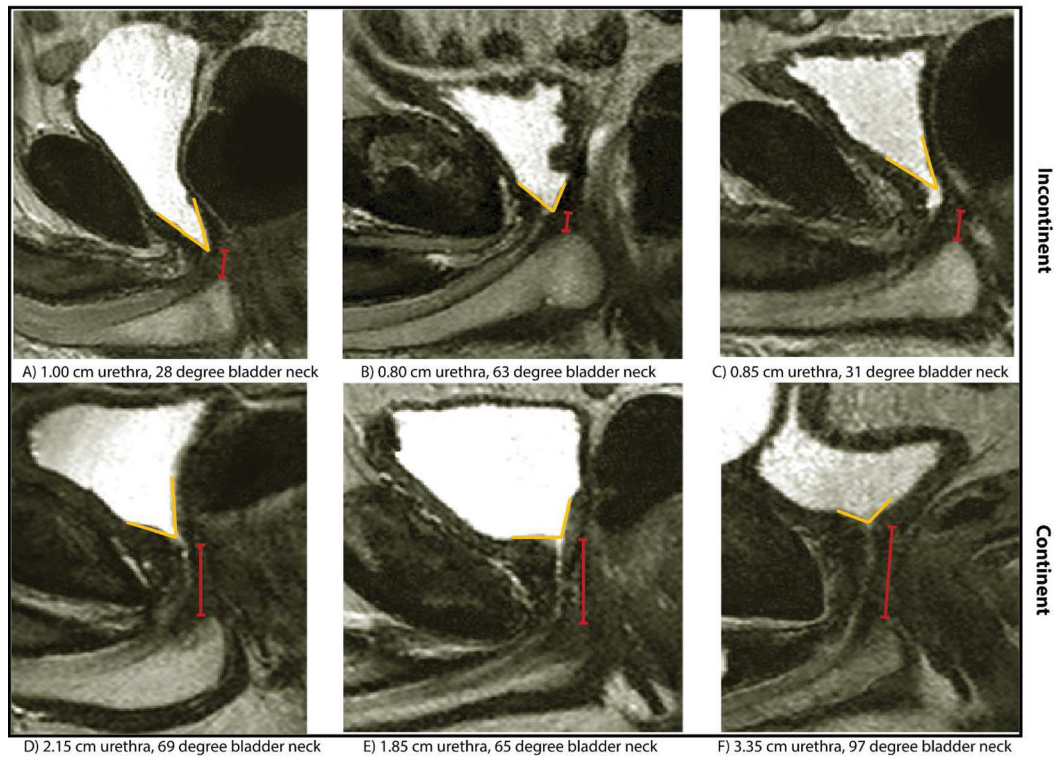 A) 1.00 cm urethra, 28 degree bladder neck
B) 0.80 cm urethra, 63 degree bladder neck
C) 0.85 cm urethra, 31 degree bladder neck
Incontinent
D) 2.15 cm urethra, 69 degree bladder neck
E) 1.85 cm urethra, 65 degree bladder neck
F) 3.35 cm urethra, 97 degree bladder neck
Continent